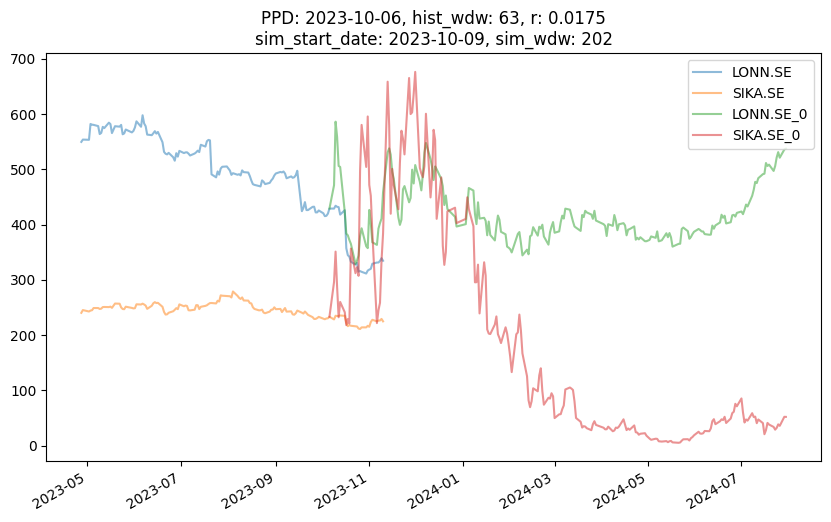 PPD: 2023-10-06, hist_wdw: 63, r: 0.0175
sim_start_date: 2023-10-09, sim_wdw: 202
LONN.SE
SIKA.SE
LONN.SE_0
SIKA.SE_0
700
600
500
400
300
200
100
0
2023-05
2023-07
2023-09
2023-11
2024-01
2024-03
2024-05
2024-07